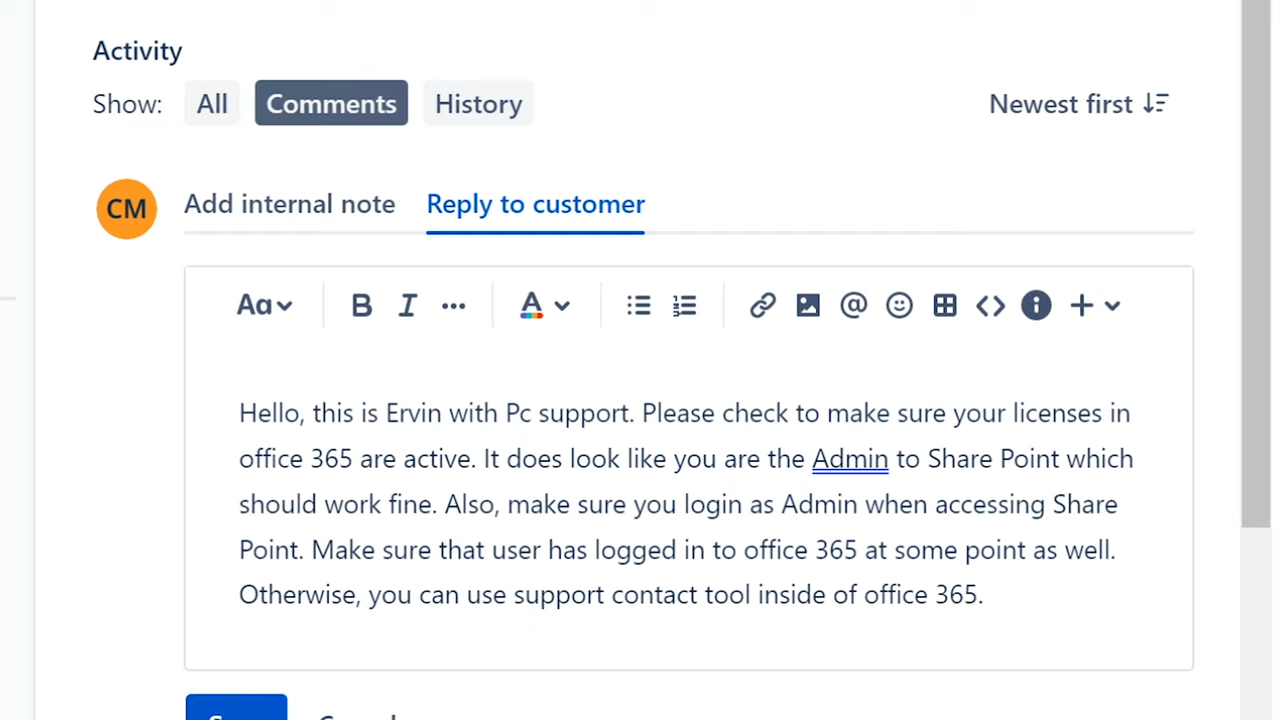 Activity
Show: All Comments History Newest first
CM Add internal note Reply to customer
Aa B I ... A @ + 
Hello, this is Ervin with Pc support. Please check to make sure your licenses in
office 365 are active. It does look like you are the Admin to Share Point which
should work fine. Also, make sure you login as Admin when accessing Share
Point. Make sure that user has logged in to office 365 at some point as well.
Otherwise, you can use support contact tool inside of office 365.